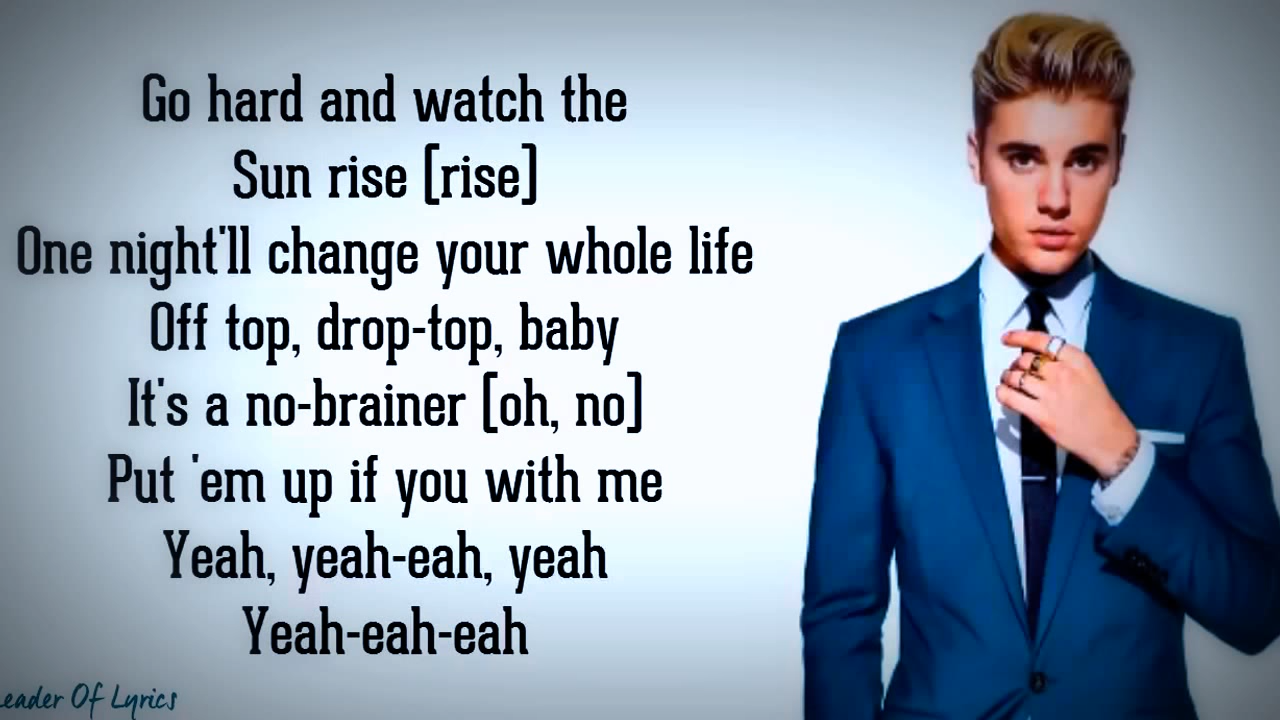 Go hard and watch the
Sun rise [rise]
One night'll change your whole life
Off top, drop-top, baby
It's a no-brainer [oh, no]
Put 'em up if you with me
Yeah, yeah-eah, yeah
Yeah-eah-eah
eader Of Lyrics